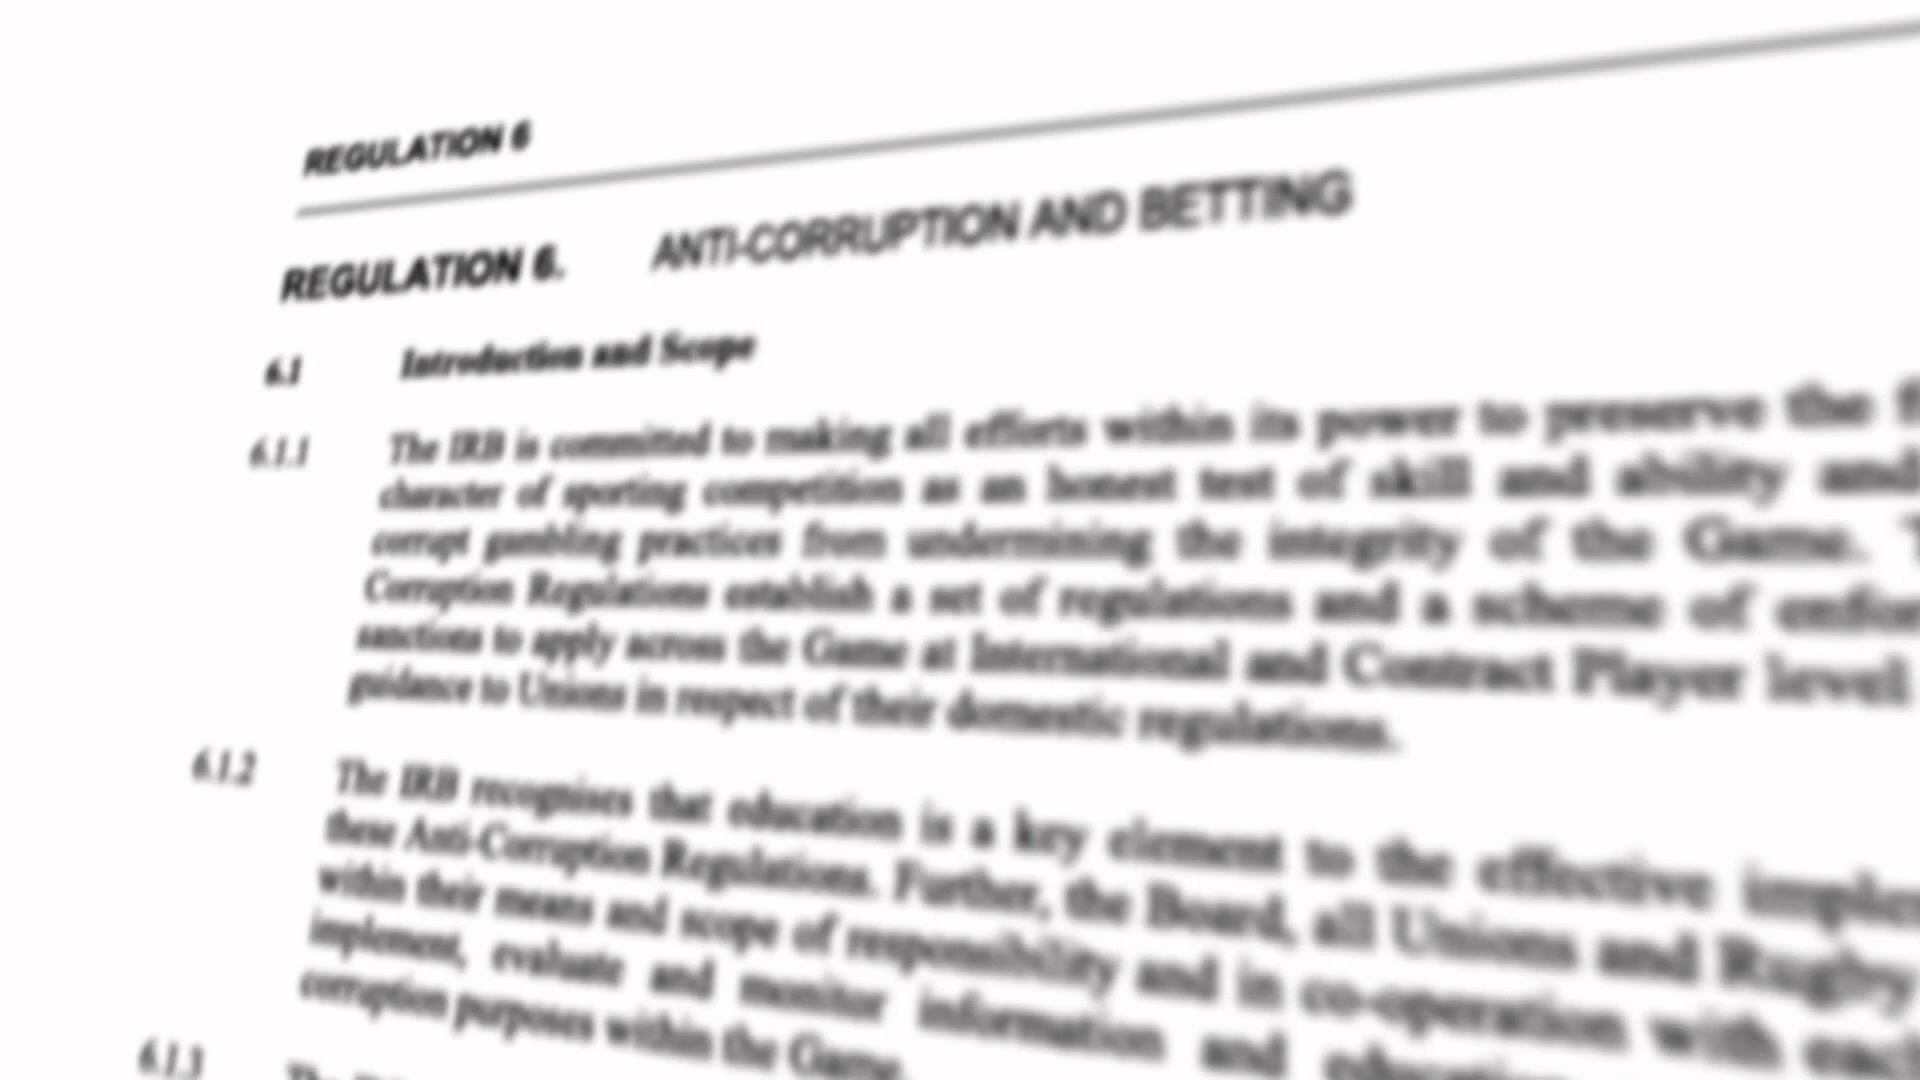 REGULATION 6
REGULATION 6. ANTI-CORRUPTION AND BETTING
6.1 Introduction and Scope
6.1.1 The IRB is committed to making all efforts within its power to preserve the
character of sporting competition as an honest test of skill and ability and
corrupt gambling practices from undermining the integrity of the Game.
Corruption Regulations establish a set of regulations and a scheme of
sanctions to apply across the Game at International and Contract Player level
guidance to Unions in respect of their domestic regulations.
6.1.2 The IRB recognises that education is a key element to the effective
these Anti-Corruption Regulations. Further, the Board, all Unions and Rugby
within their means and scope of responsibility and in co-operation with each
implement, evaluate and monitor information and education
corruption purposes within the Game.
6.1.3 The